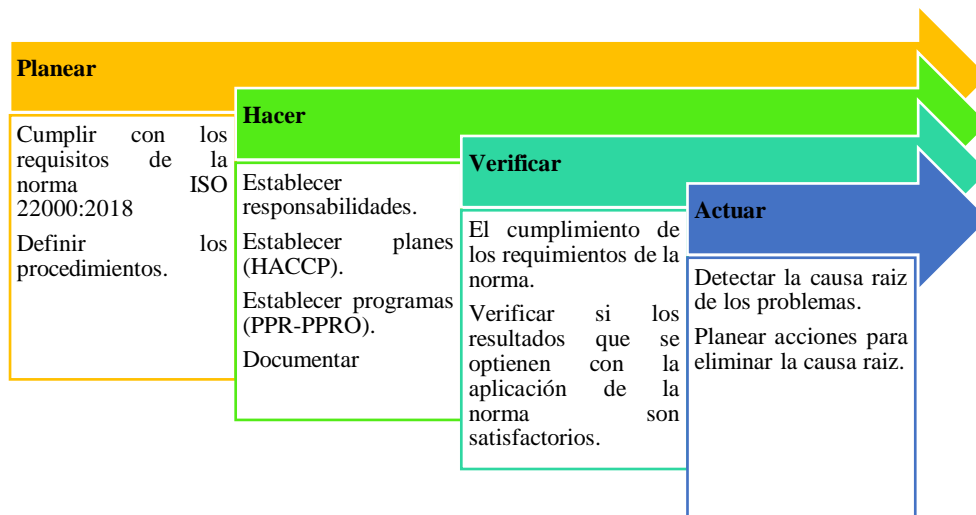 Planear
Cumplir con los
requisitos de la
norma ISO
22000:2018
Definir los
procedimientos.
Hacer
Establecer
responsabilidades.
Establecer planes
(HACCP).
Establecer programas
(PPR-PPRO).
Documentar
Verificar
El cumplimiento de
los requimientos de la
norma.
Verificar si los
resultados que se
optienen con la
aplicación de la
norma son
satisfactorios.
Actuar
Detectar la causa raiz
de los problemas.
Planear acciones para
eliminar la causa raiz.